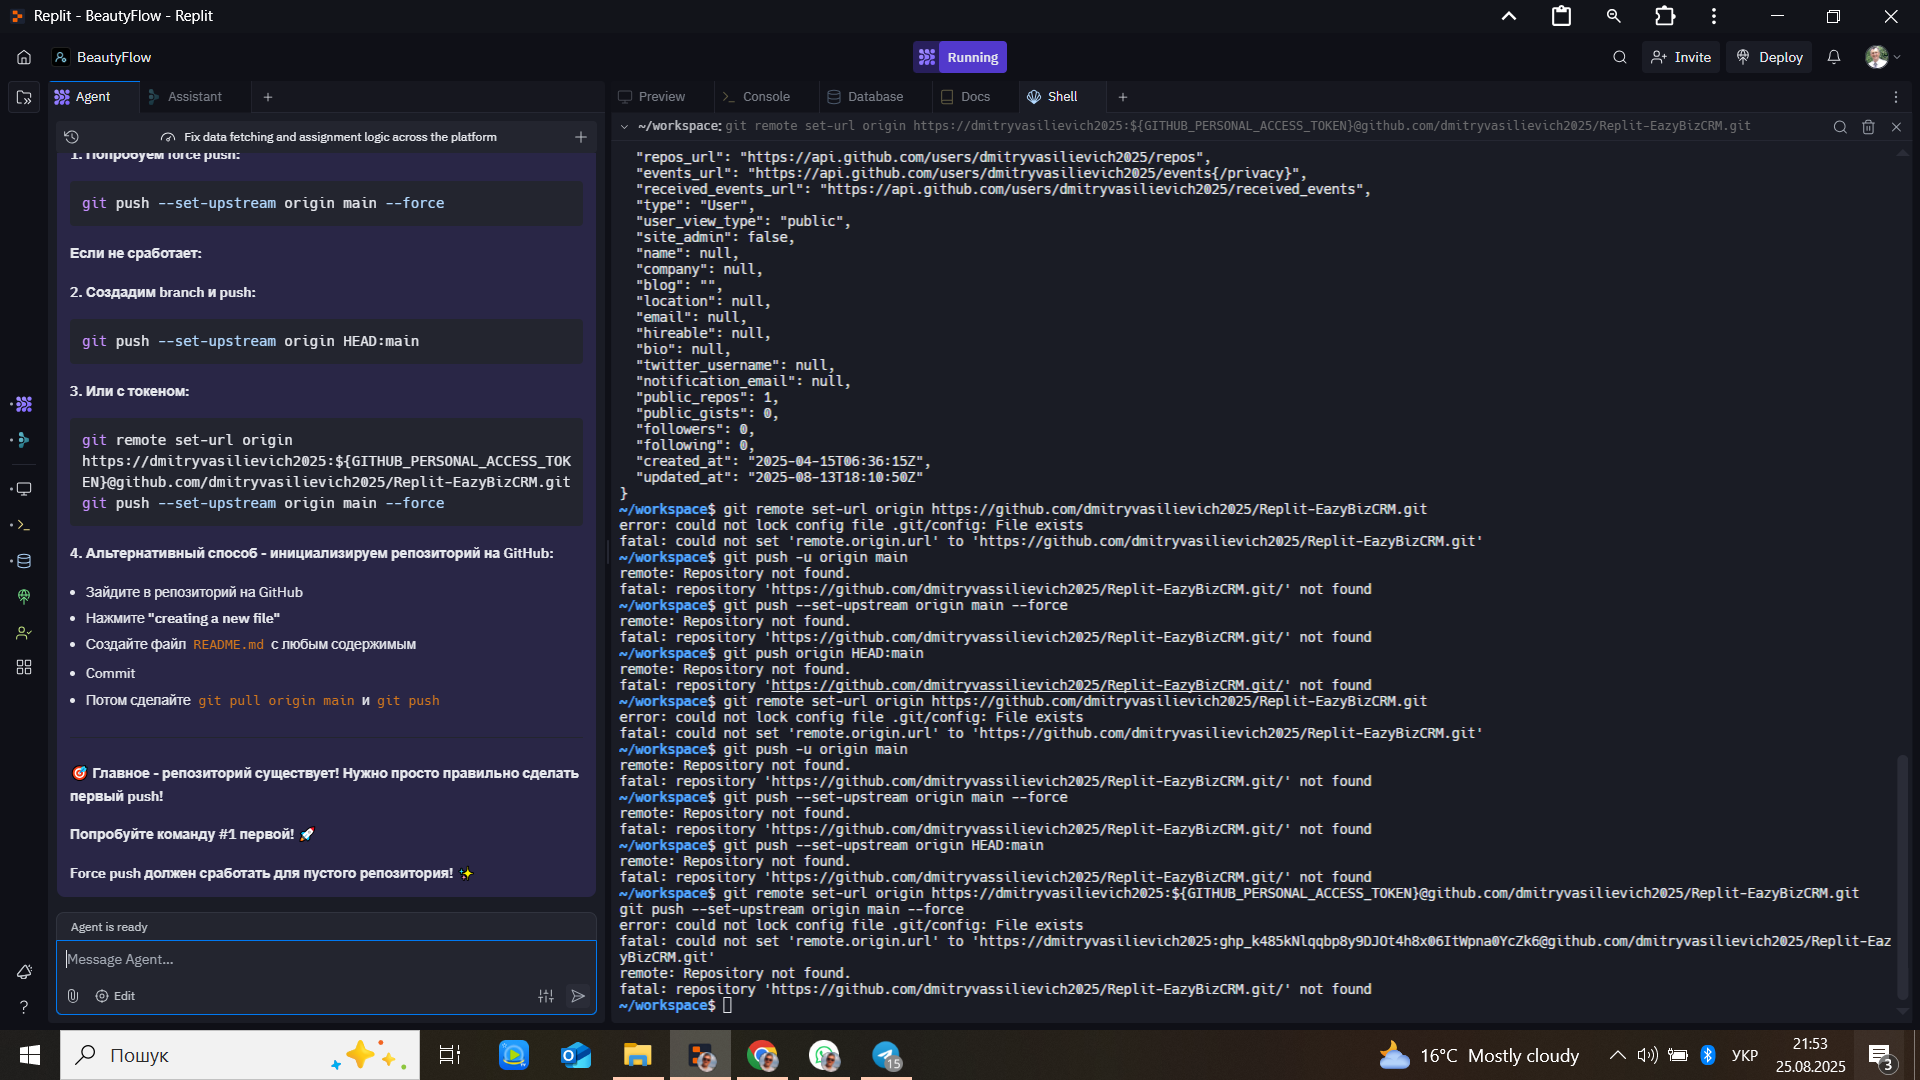 Replit - BeautyFlow - Replit
BeautyFlow
Running
Invite
Deploy
Agent
Assistant
Preview
Console
Database
Docs
Shell
Fix data fetching and assignment logic across the platform
1. Попробуем force push:
git push --set-upstream origin main --force
Если не сработает:
2. Создадим branch и push:
git push --set-upstream origin HEAD:main
3. Или с токеном:
git remote set-url origin
https://dmitryvasilievich2025:${GITHUB_PERSONAL_ACCESS_TOK
EN}@github.com/dmitryvasilievich2025/Replit-EazyBizCRM.git
git push --set-upstream origin main --force
4. Альтернативный способ - инициализируем репозиторий на GitHub:
• Зайдите в репозиторий на GitHub
• Нажмите "creating a new file"
• Создайте файл README.md с любым содержимым
• Commit
• Потом сделайте git pull origin main и git push
🎯 Главное - репозиторий существует! Нужно просто правильно сделать
первый push!
Попробуйте команду #1 первой! 🚀
Force push должен сработать для пустого репозитория! ✨
Agent is ready
Message Agent...
Edit
~/workspace: git remote set-url origin https://dmitryvasilievich2025:${GITHUB_PERSONAL_ACCESS_TOKEN}@github.com/dmitryvasilievich2025/Replit-EazyBizCRM.git
"repos_url": "https://api.github.com/users/dmitryvasilievich2025/repos",
"events_url": "https://api.github.com/users/dmitryvasilievich2025/events{/privacy}",
"received_events_url": "https://api.github.com/users/dmitryvasilievich2025/received_events",
"type": "User",
"user_view_type": "public",
"site_admin": false,
"name": null,
"company": null,
"blog": "",
"location": null,
"email": null,
"hireable": null,
"bio": null,
"twitter_username": null,
"notification_email": null,
"public_repos": 1,
"public_gists": 0,
"followers": 0,
"following": 0,
"created_at": "2025-04-15T06:36:15Z",
"updated_at": "2025-08-13T18:10:50Z"
}
~/workspace$ git remote set-url origin https://github.com/dmitryvasilievich2025/Replit-EazyBizCRM.git
error: could not lock config file .git/config: File exists
fatal: could not set 'remote.origin.url' to 'https://github.com/dmitryvasilievich2025/Replit-EazyBizCRM.git'
~/workspace$ git push -u origin main
remote: Repository not found.
fatal: repository 'https://github.com/dmitryvassilievich2025/Replit-EazyBizCRM.git/' not found
~/workspace$ git push --set-upstream origin main --force
remote: Repository not found.
fatal: repository 'https://github.com/dmitryvassilievich2025/Replit-EazyBizCRM.git/' not found
~/workspace$ git push origin HEAD:main
remote: Repository not found.
fatal: repository 'https://github.com/dmitryvassilievich2025/Replit-EazyBizCRM.git/' not found
~/workspace$ git remote set-url origin https://github.com/dmitryvasilievich2025/Replit-EazyBizCRM.git
error: could not lock config file .git/config: File exists
fatal: could not set 'remote.origin.url' to 'https://github.com/dmitryvasilievich2025/Replit-EazyBizCRM.git'
~/workspace$ git push -u origin main
remote: Repository not found.
fatal: repository 'https://github.com/dmitryvassilievich2025/Replit-EazyBizCRM.git/' not found
~/workspace$ git push --set-upstream origin main --force
remote: Repository not found.
fatal: repository 'https://github.com/dmitryvassilievich2025/Replit-EazyBizCRM.git/' not found
~/workspace$ git push --set-upstream origin HEAD:main
remote: Repository not found.
fatal: repository 'https://github.com/dmitryvassilievich2025/Replit-EazyBizCRM.git/' not found
~/workspace$ git remote set-url origin https://dmitryvasilievich2025:${GITHUB_PERSONAL_ACCESS_TOKEN}@github.com/dmitryvasilievich2025/Replit-EazyBizCRM.git
git push --set-upstream origin main --force
error: could not lock config file .git/config: File exists
fatal: could not set 'remote.origin.url' to 'https://dmitryvasilievich2025:@github.com/dmitryvasilievich2025/Replit-Eaz
yBizCRM.git'
remote: Repository not found.
fatal: repository 'https://github.com/dmitryvassilievich2025/Replit-EazyBizCRM.git/' not found
~/workspace$
Пошук
15
16°C Mostly cloudy
УКР
21:53
25.08.2025
3